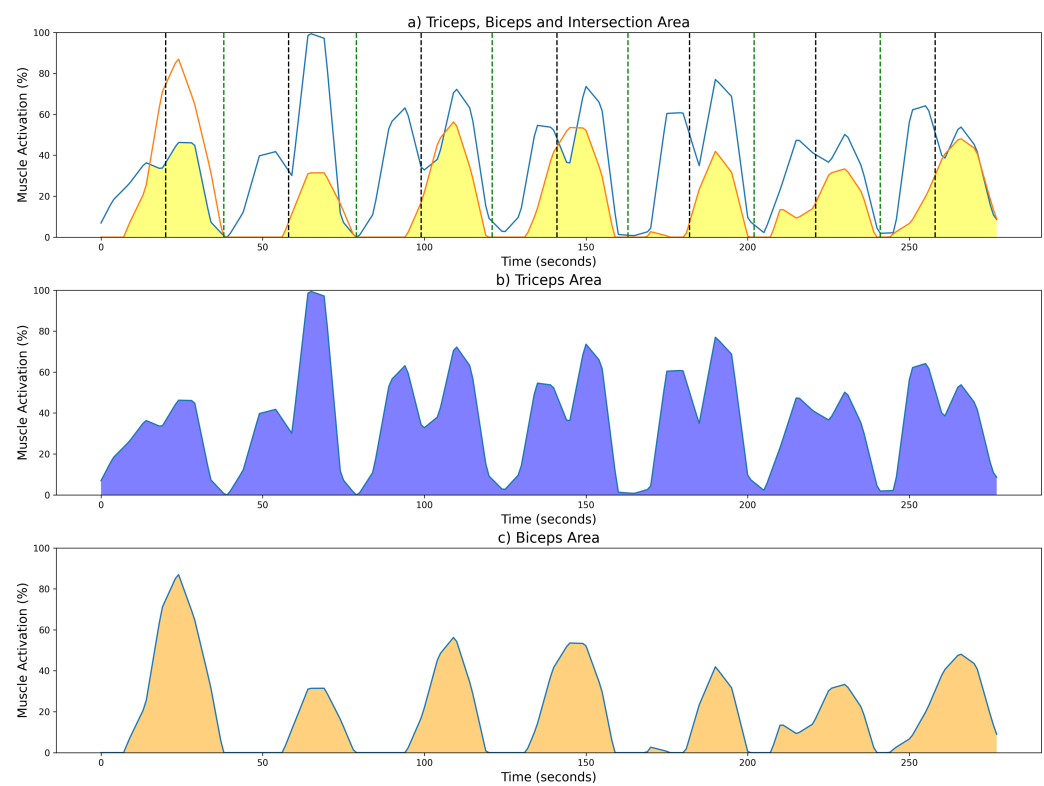 a) Triceps, Biceps and Intersection Area
Muscle Activation (%)
100
80
60
40
20
0
0 50 100 150 200 250
Time (seconds)
b) Triceps Area
Muscle Activation (%)
100
80
60
40
20
0
0 50 100 150 200 250
Time (seconds)
c) Biceps Area
Muscle Activation (%)
100
80
60
40
20
0
0 50 100 150 200 250
Time (seconds)